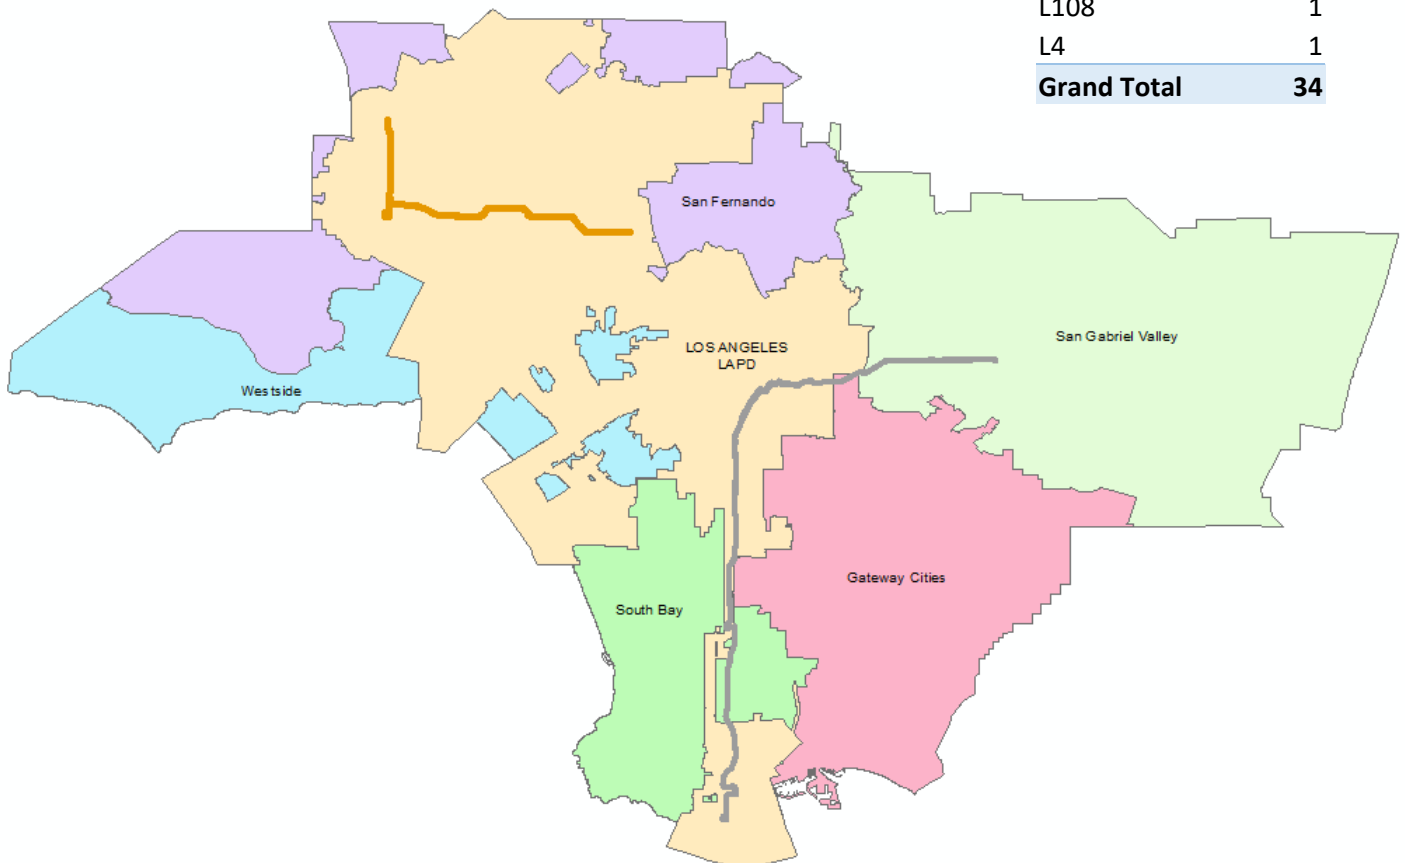 L108 1
L4 1
Grand Total 34
San Fernando
San Gabriel Valley
LOS ANGELES
LAPD
Westside
Gateway Cities
South Bay